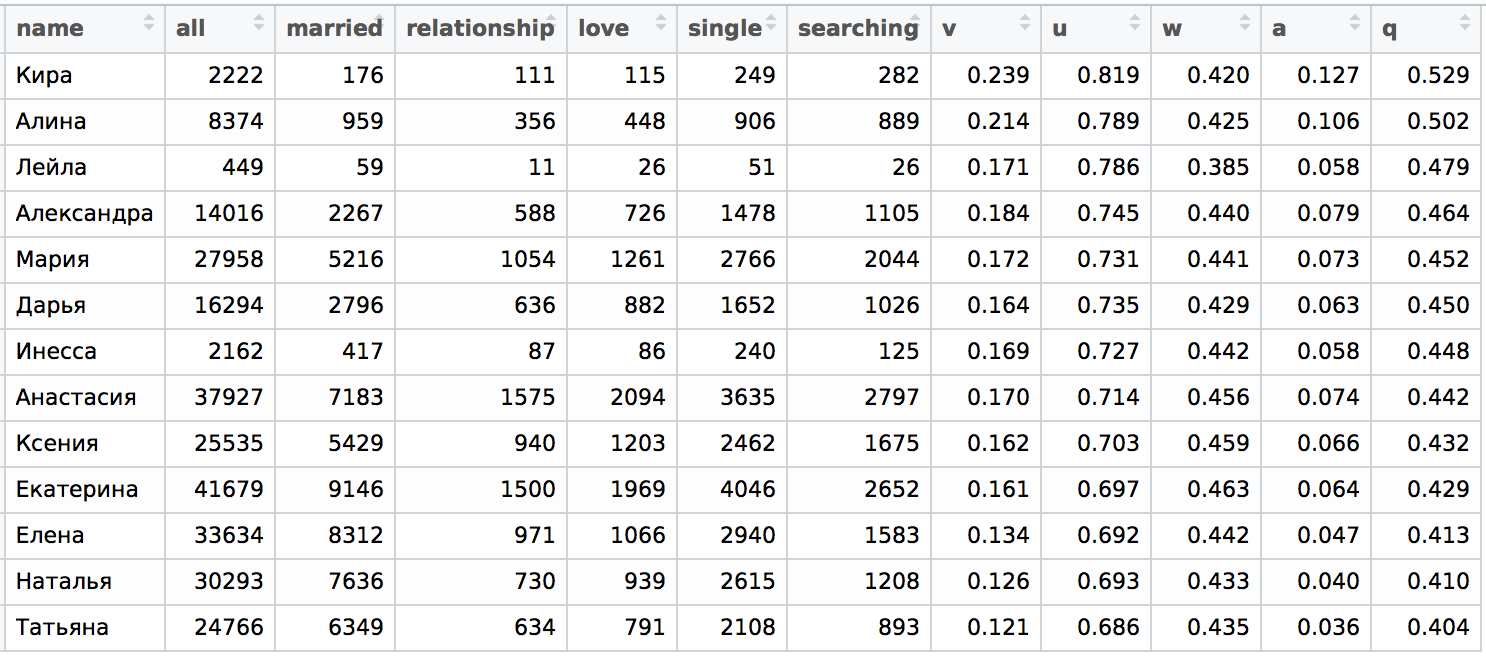 name all married relationship love single searching v u w a q
Кира 2222 176 111 115 249 282 0.239 0.819 0.420 0.127 0.529
Алина 8374 959 356 448 906 889 0.214 0.789 0.425 0.106 0.502
Лейла 449 59 11 26 51 26 0.171 0.786 0.385 0.058 0.479
Александра 14016 2267 588 726 1478 1105 0.184 0.745 0.440 0.079 0.464
Мария 27958 5216 1054 1261 2766 2044 0.172 0.731 0.441 0.073 0.452
Дарья 16294 2796 636 882 1652 1026 0.164 0.735 0.429 0.063 0.450
Инесса 2162 417 87 86 240 125 0.169 0.727 0.442 0.058 0.448
Анастасия 37927 7183 1575 2094 3635 2797 0.170 0.714 0.456 0.074 0.442
Ксения 25535 5429 940 1203 2462 1675 0.162 0.703 0.459 0.066 0.432
Екатерина 41679 9146 1500 1969 4046 2652 0.161 0.697 0.463 0.064 0.429
Елена 33634 8312 971 1066 2940 1583 0.134 0.692 0.442 0.047 0.413
Наталья 30293 7636 730 939 2615 1208 0.126 0.693 0.433 0.040 0.410
Татьяна 24766 6349 634 791 2108 893 0.121 0.686 0.435 0.036 0.404